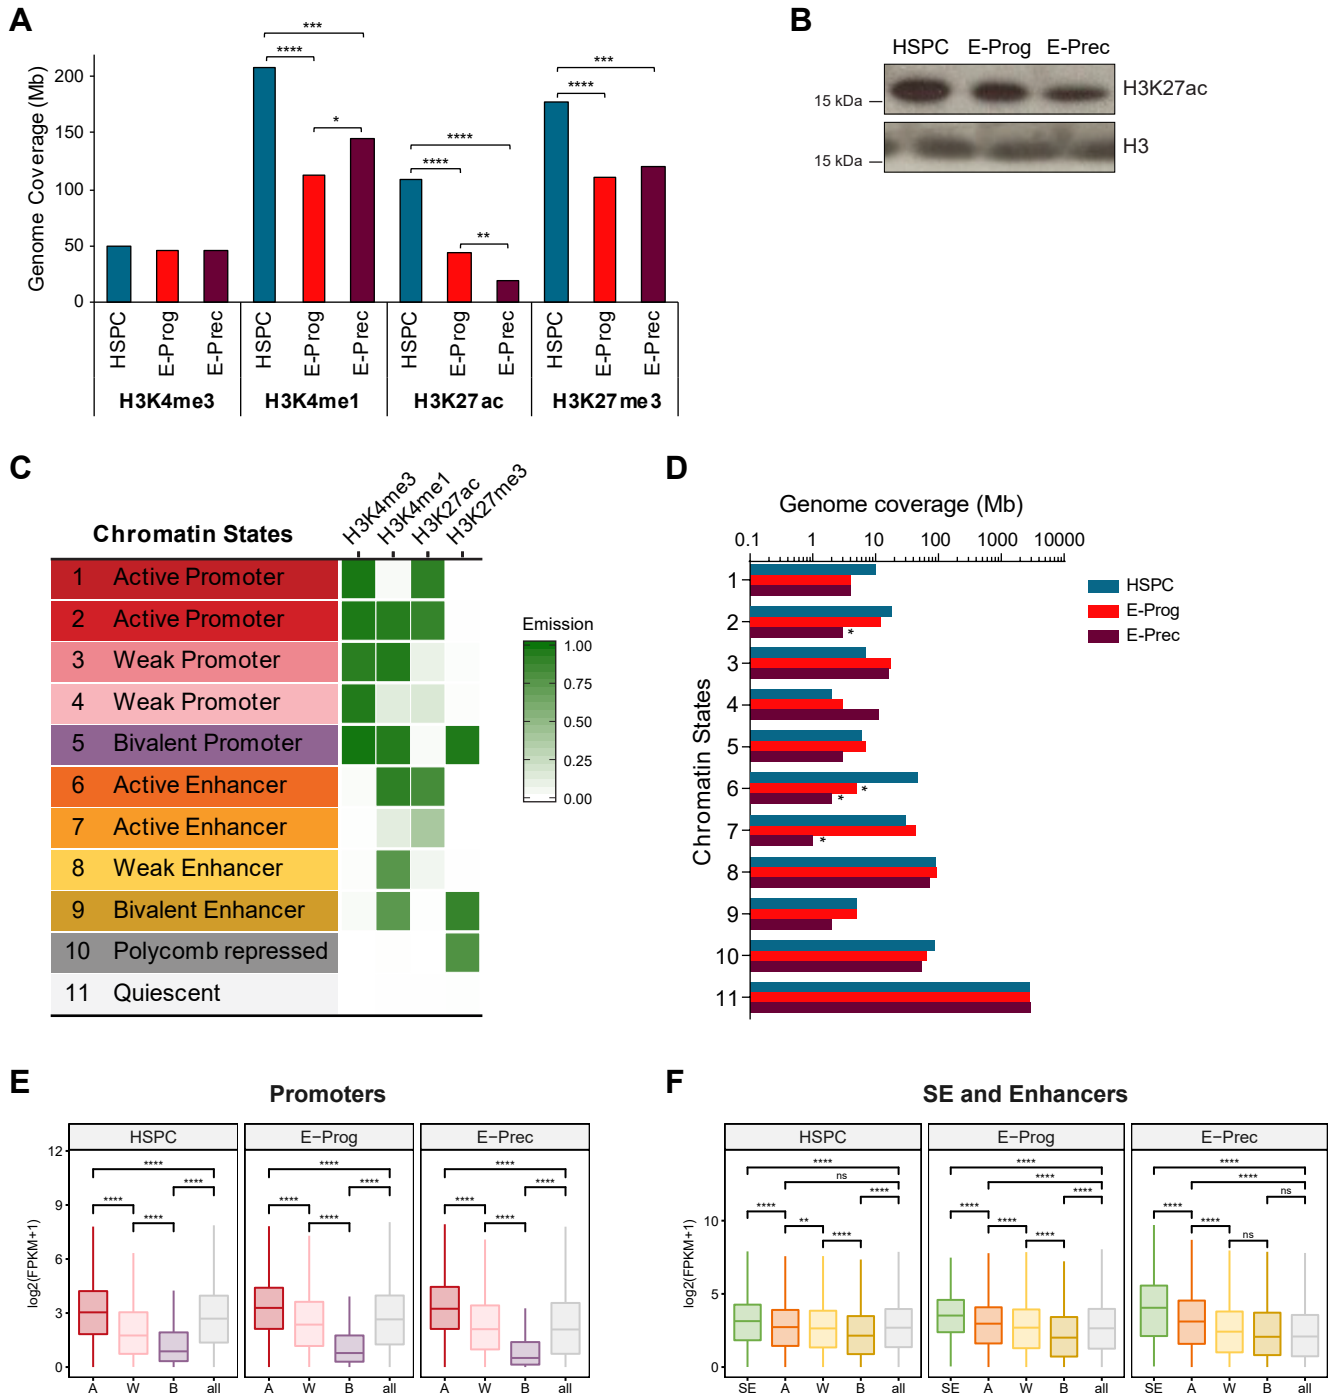 A
Genome Coverage (Mb)
200
150
100
50
0
***
****
*
****
****
**
***
****
HSPC
E-Prog
E-Prec
HSPC
E-Prog
E-Prec
HSPC
E-Prog
E-Prec
HSPC
E-Prog
E-Prec
H3K4me3
H3K4me1
H3K27ac
H3K27me3
B
HSPC E-Prog E-Prec
15 kDa
H3K27ac
15 kDa
H3
C
Chromatin States
H3K4me3
H3K4me1
H3K27ac
H3K27me3
1 Active Promoter
2 Active Promoter
3 Weak Promoter
4 Weak Promoter
5 Bivalent Promoter
6 Active Enhancer
7 Active Enhancer
8 Weak Enhancer
9 Bivalent Enhancer
10 Polycomb repressed
11 Quiescent
Emission
1.00
0.75
0.50
0.25
0.00
D
Genome coverage (Mb)
0.1 1 10 100 1000 10000
Chromatin States
1
2
*
3
4
5
6
*
*
7
*
8
9
10
11
HSPC
E-Prog
E-Prec
E
Promoters
HSPC
E−Prog
E−Prec
log2(FPKM+1)
12
9
6
3
0
****
****
****
****
****
****
****
****
****
****
****
****
A W B all
A W B all
A W B all
F
SE and Enhancers
HSPC
E−Prog
E−Prec
log2(FPKM+1)
10
5
0
****
ns
****
****
**
****
****
****
****
****
****
****
****
****
ns
****
****
ns
SE A W B all
SE A W B all
SE A W B all